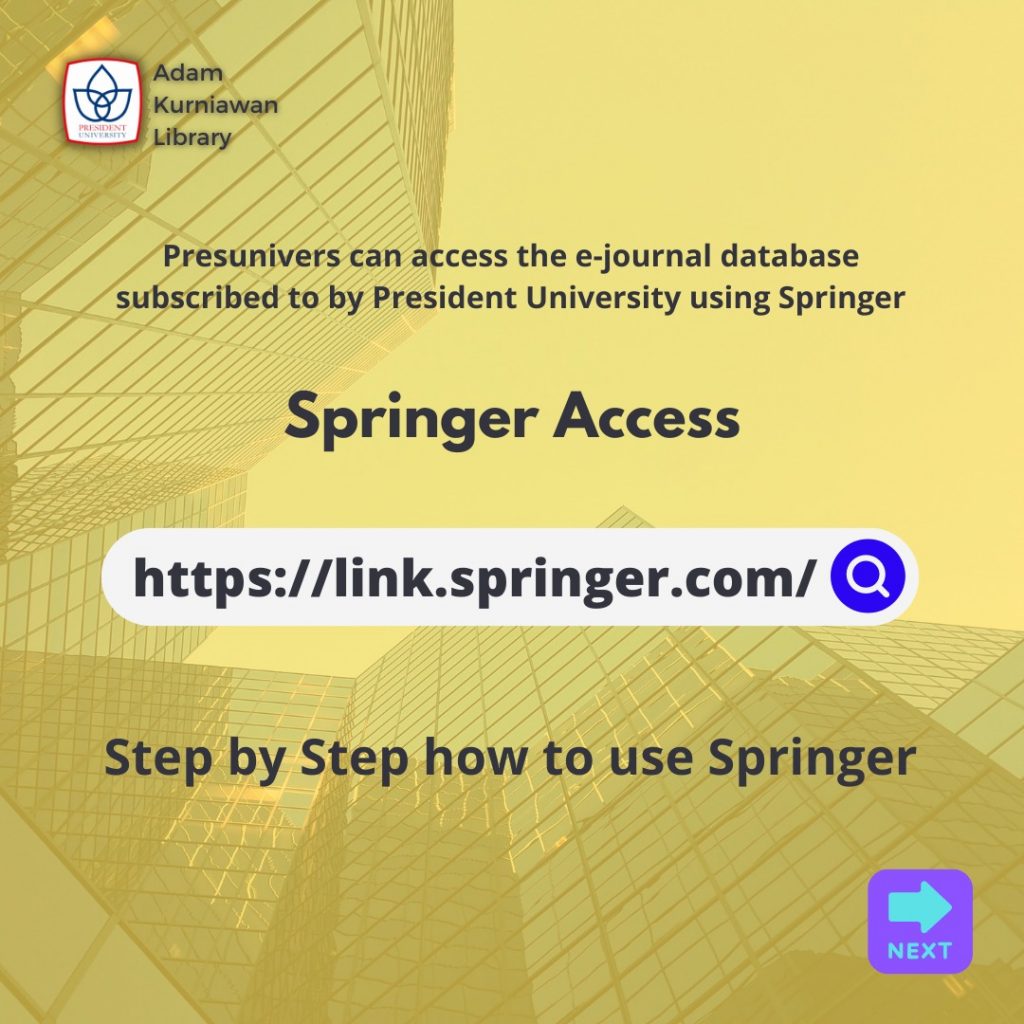 Adam
Kurniawan
Library
PRESIDENT
UNIVERSITY
Presunivers can access the e-journal database
subscribed to by President University using Springer
Springer Access
https://link.springer.com/
Step by Step how to use Springer
NEXT